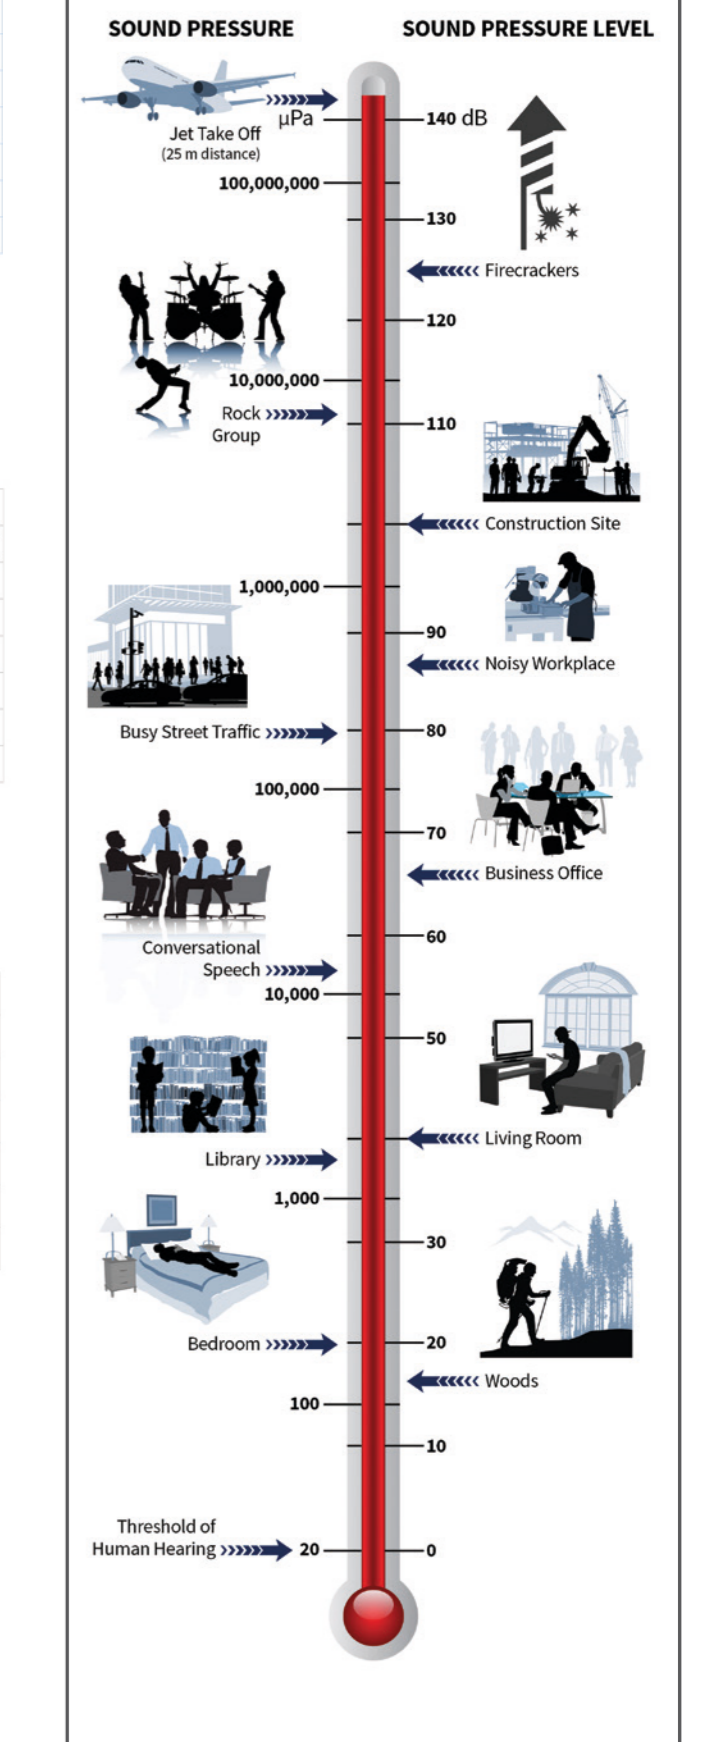 SOUND PRESSURE
SOUND PRESSURE LEVEL
µPa
140 dB
Jet Take Off
(25 m distance)
100,000,000
130
Firecrackers
120
10,000,000
Rock
Group
110
Construction Site
1,000,000
90
Noisy Workplace
Busy Street Traffic
80
100,000
70
Business Office
60
Conversational
Speech
10,000
50
Living Room
Library
1,000
30
Bedroom
20
Woods
100
10
Threshold of
Human Hearing
20
0